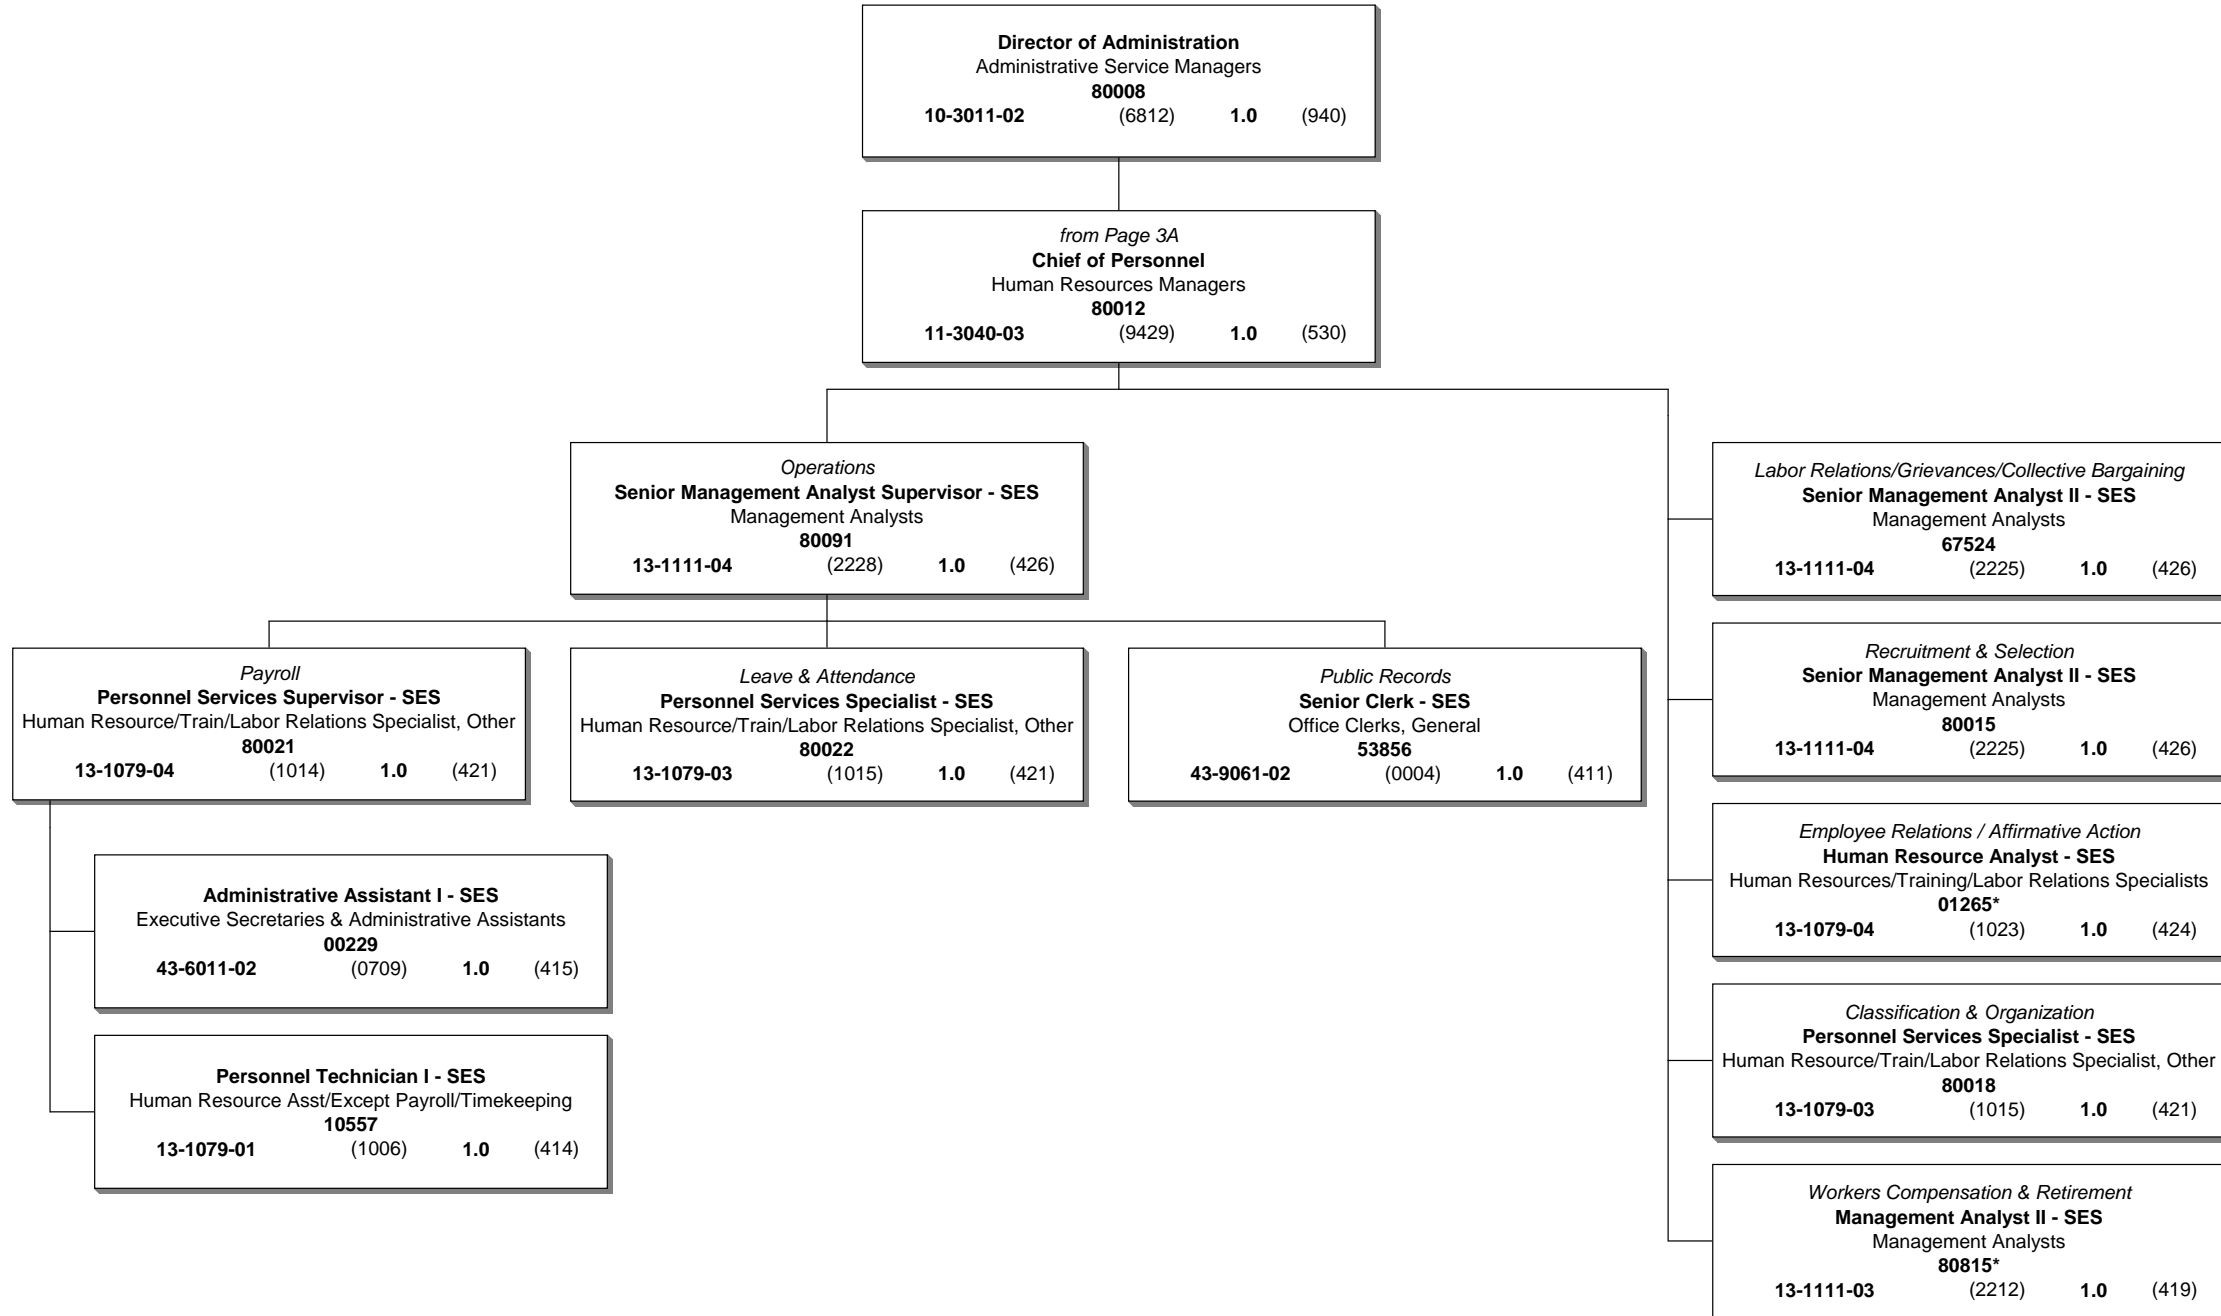 Director of Administration
Administrative Service Managers
80008
10-3011-02 (6812) 1.0 (940)
from Page 3A
Chief of Personnel
Human Resources Managers
80012
11-3040-03 (9429) 1.0 (530)
Operations
Senior Management Analyst Supervisor - SES
Management Analysts
80091
13-1111-04 (2228) 1.0 (426)
Payroll
Personnel Services Supervisor - SES
Human Resource/Train/Labor Relations Specialist, Other
80021
13-1079-04 (1014) 1.0 (421)
Leave & Attendance
Personnel Services Specialist - SES
Human Resource/Train/Labor Relations Specialist, Other
80022
13-1079-03 (1015) 1.0 (421)
Public Records
Senior Clerk - SES
Office Clerks, General
53856
43-9061-02 (0004) 1.0 (411)
Administrative Assistant I - SES
Executive Secretaries & Administrative Assistants
00229
43-6011-02 (0709) 1.0 (415)
Personnel Technician I - SES
Human Resource Asst/Except Payroll/Timekeeping
10557
13-1079-01 (1006) 1.0 (414)
Labor Relations/Grievances/Collective Bargaining
Senior Management Analyst II - SES
Management Analysts
67524
13-1111-04 (2225) 1.0 (426)
Recruitment & Selection
Senior Management Analyst II - SES
Management Analysts
80015
13-1111-04 (2225) 1.0 (426)
Employee Relations / Affirmative Action
Human Resource Analyst - SES
Human Resources/Training/Labor Relations Specialists
01265*
13-1079-04 (1023) 1.0 (424)
Classification & Organization
Personnel Services Specialist - SES
Human Resource/Train/Labor Relations Specialist, Other
80018
13-1079-03 (1015) 1.0 (421)
Workers Compensation & Retirement
Management Analyst II - SES
Management Analysts
80815*
13-1111-03 (2212) 1.0 (419)